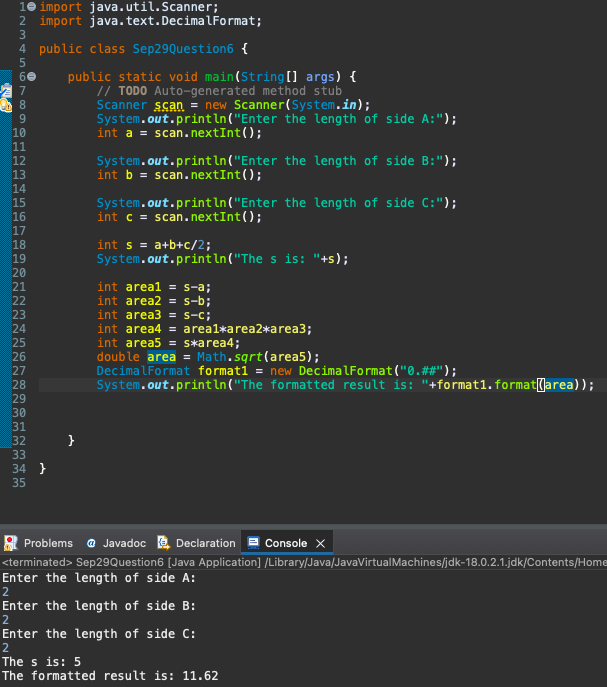 1 import java.util.Scanner;
2 import java.text.DecimalFormat;
3
4 public class Sep29Question6 {
5
6 public static void main(String[] args) {
7 // TODO Auto-generated method stub
8 Scanner scan = new Scanner(System.in);
9 System.out.println("Enter the length of side A:");
10 int a = scan.nextInt();
11
12 System.out.println("Enter the length of side B:");
13 int b = scan.nextInt();
14
15 System.out.println("Enter the length of side C:");
16 int c = scan.nextInt();
17
18 int s = a+b+c/2;
19 System.out.println("The s is: "+s);
20
21 int area1 = s-a;
22 int area2 = s-b;
23 int area3 = s-c;
24 int area4 = area1*area2*area3;
25 int area5 = s*area4;
26 double area = Math.sqrt(area5);
27 DecimalFormat format1 = new DecimalFormat("0.##");
28 System.out.println("The formatted result is: "+format1.format(area));
29
30
31
32 }
33
34 }
35
Problems @ Javadoc Declaration Console
<terminated> Sep29Question6 [Java Application] /Library/Java/JavaVirtualMachines/jdk-18.0.2.1.jdk/Contents/Home
Enter the length of side A:
2
Enter the length of side B:
2
Enter the length of side C:
2
The s is: 5
The formatted result is: 11.62